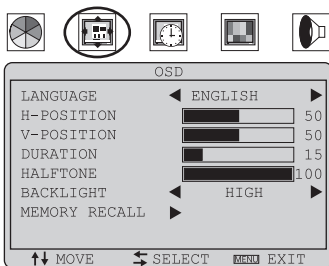 OSD
LANGUAGE ENGLISH
H-POSITION 50
V-POSITION 50
DURATION 15
HALFTONE 100
BACKLIGHT HIGH
MEMORY RECALL
MOVE SELECT MENU EXIT